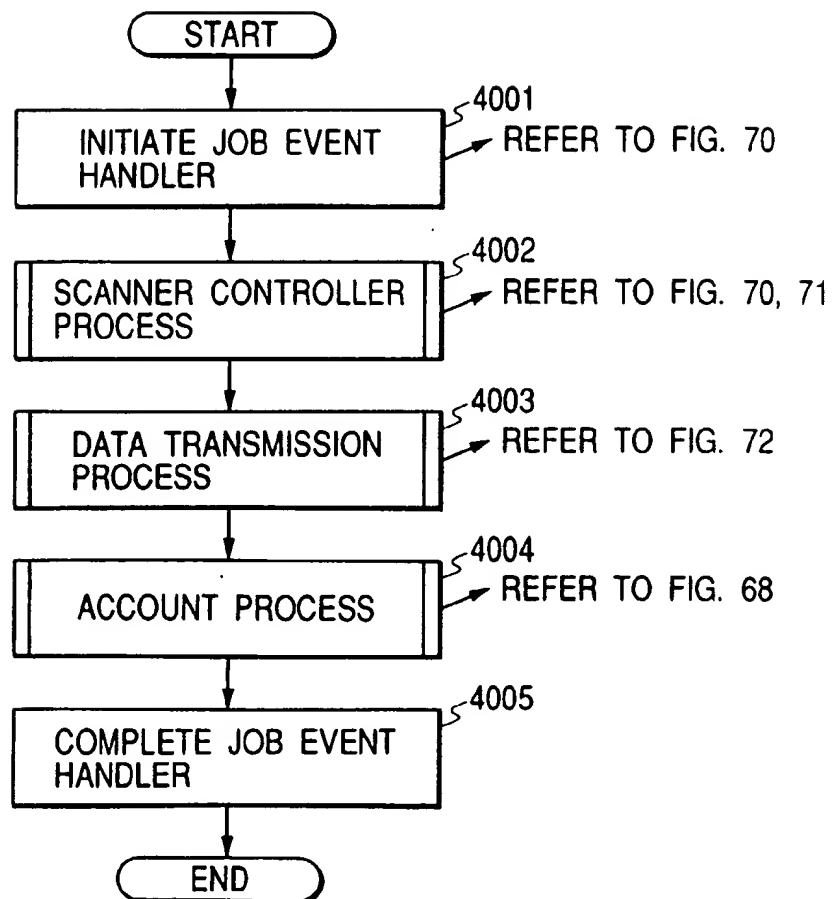 START
4001
INITIATE JOB EVENT
HANDLER
REFER TO FIG. 70
4002
SCANNER CONTROLLER
PROCESS
REFER TO FIG. 70, 71
4003
DATA TRANSMISSION
PROCESS
REFER TO FIG. 72
4004
ACCOUNT PROCESS
REFER TO FIG. 68
4005
COMPLETE JOB EVENT
HANDLER
END